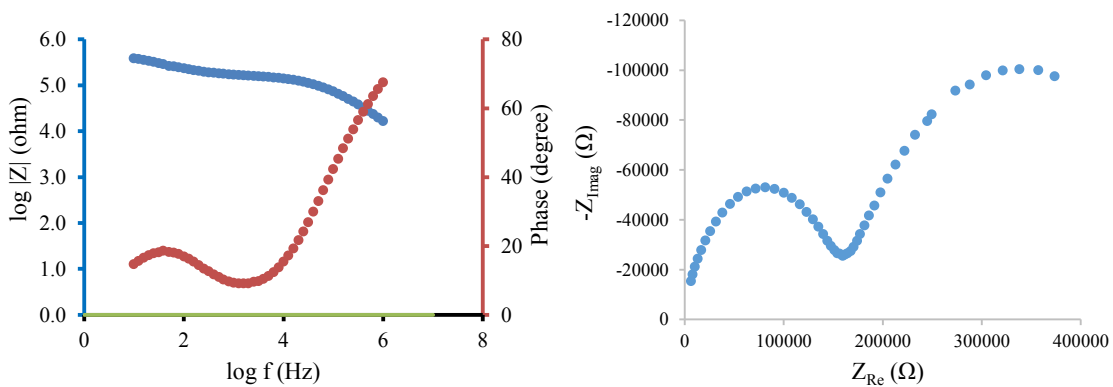 6.0
5.0
4.0
3.0
2.0
1.0
0.0
log |Z| (ohm)
80
60
40
20
0
Phase (degree)
0 2 4 6 8
log f (Hz)
-120000
-100000
-80000
-60000
-40000
-20000
0
-Z_Imag (Ω)
0 100000 200000 300000 400000
Z_Re (Ω)